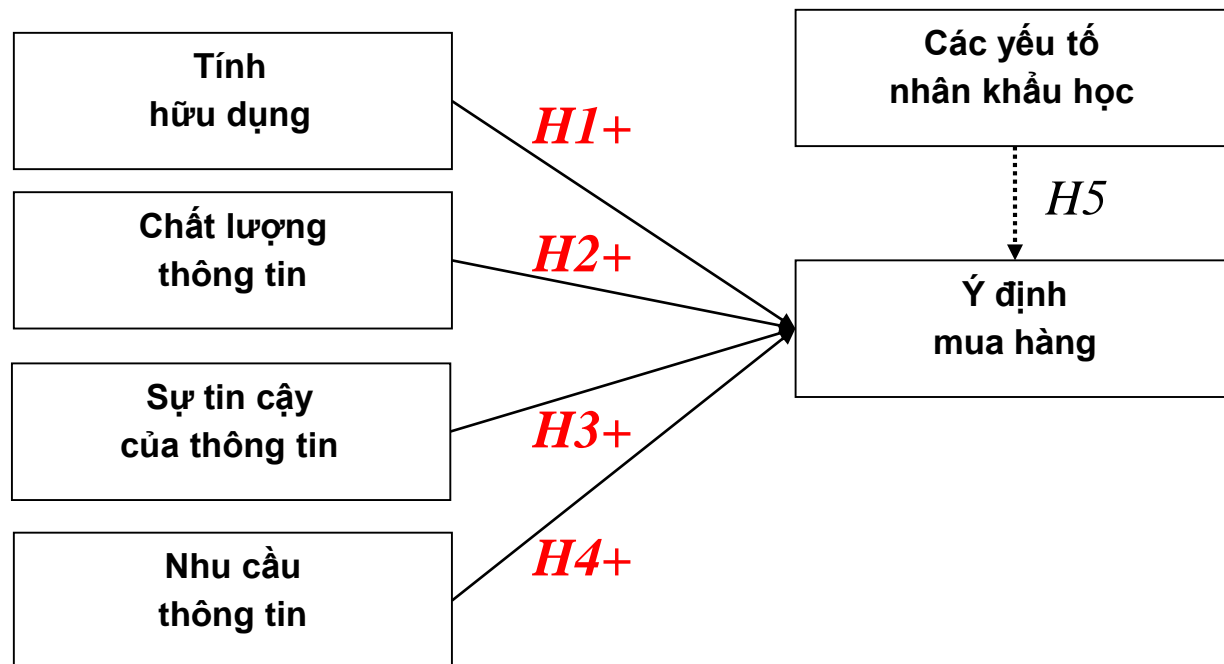 Tính
hữu dụng
Chất lượng
thông tin
Sự tin cậy
của thông tin
Nhu cầu
thông tin
H1+
H2+
H3+
H4+
Các yếu tố
nhân khẩu học
H5
Ý định
mua hàng